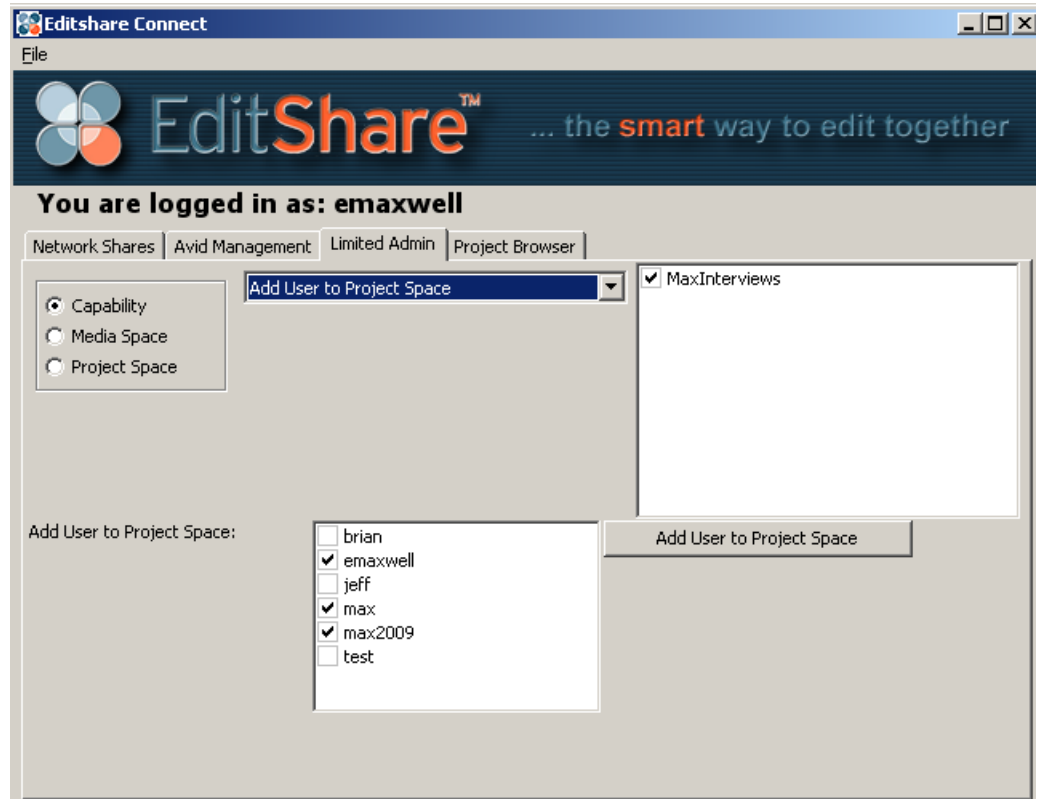 Editshare Connect
File
EditShare™ ... the smart way to edit together
You are logged in as: emaxwell
Network Shares Avid Management Limited Admin Project Browser
Capability
Media Space
Project Space
Add User to Project Space
MaxInterviews
Add User to Project Space:
brian
emaxwell
jeff
max
max2009
test
Add User to Project Space